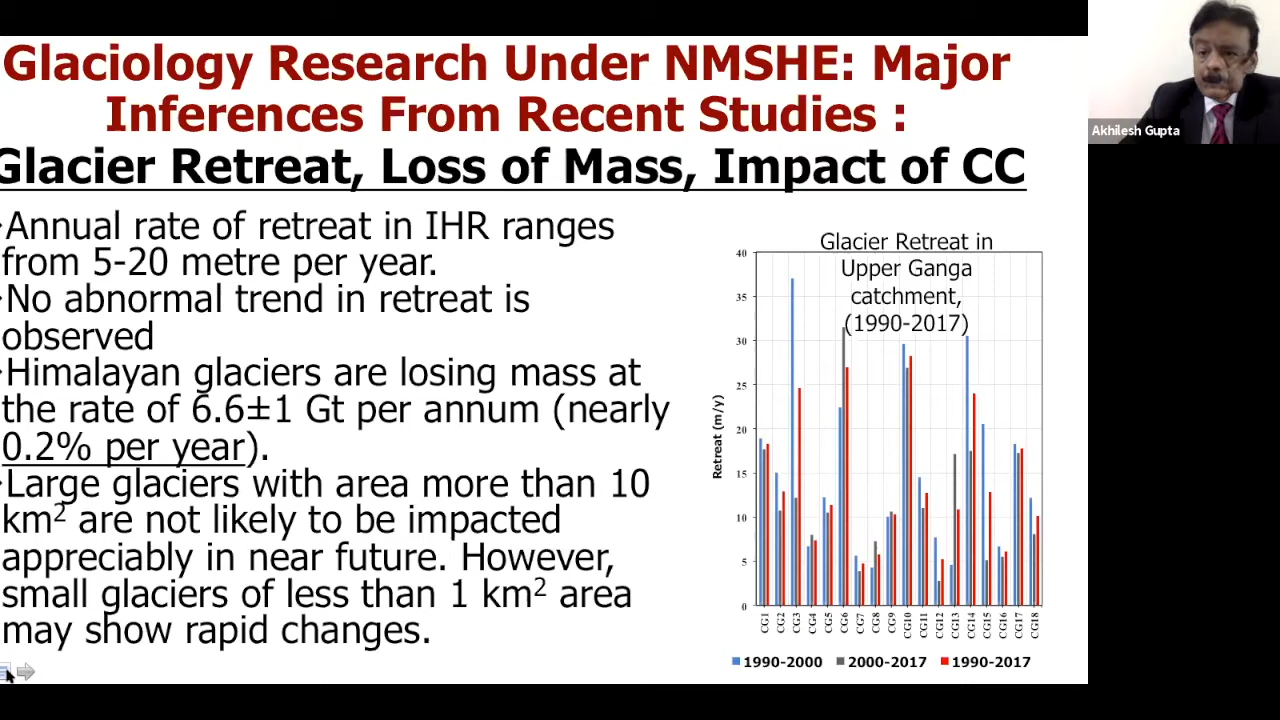 Glaciology Research Under NMSHE: Major
Inferences From Recent Studies :
Glacier Retreat, Loss of Mass, Impact of CC
Annual rate of retreat in IHR ranges
from 5-20 metre per year.
No abnormal trend in retreat is
observed
Himalayan glaciers are losing mass at
the rate of 6.6±1 Gt per annum (nearly
0.2% per year).
Large glaciers with area more than 10
km² are not likely to be impacted
appreciably in near future. However,
small glaciers of less than 1 km² area
may show rapid changes.
Glacier Retreat in
Upper Ganga
catchment,
(1990-2017)
Retreat (m/y)
40
35
30
25
20
15
10
5
0
CG1 CG2 CG3 CG4 CG5 CG6 CG7 CG8 CG9 CG10 CG11 CG12 CG13 CG14 CG15 CG16 CG17 CG18
1990-2000 2000-2017 1990-2017
Akhilesh Gupta